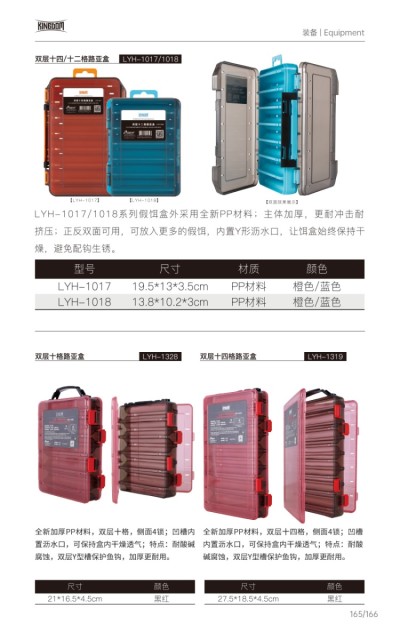 KINGDOM
装备 | Equipment
双层十四/十二格路亚盒 LYH-1017/1018
【LYH-1017】 【LYH-1018】
LYH-1017/1018系列假饵盒外采用全新PP材料；主体加厚，更耐冲击耐
挤压；正反双面可用，可放入更多的假饵，内置Y形沥水口，让饵盒始终保持干
燥，避免配钩生锈。
型号 尺寸 材质 颜色
LYH-1017 19.5*13*3.5cm PP材料 橙色/蓝色
LYH-1018 13.8*10.2*3cm PP材料 橙色/蓝色
双层十格路亚盒 LYH-1328
双层十四格路亚盒 LYH-1319
全新加厚PP材料，双层十格，侧面4锁；凹槽内
置沥水口，可保持盒内干燥透气；特点：耐酸碱
腐蚀，双层Y型槽保护鱼钩，加厚更耐用。
全新加厚PP材料，双层十四格，侧面4锁；凹槽
内置沥水口，可保持盒内干燥透气；特点：耐酸
碱腐蚀，双层Y型槽保护鱼钩，加厚更耐用。
尺寸 颜色
21*16.5*4.5cm 黑红
尺寸 颜色
27.5*18.5*4.5cm 黑红
165/166